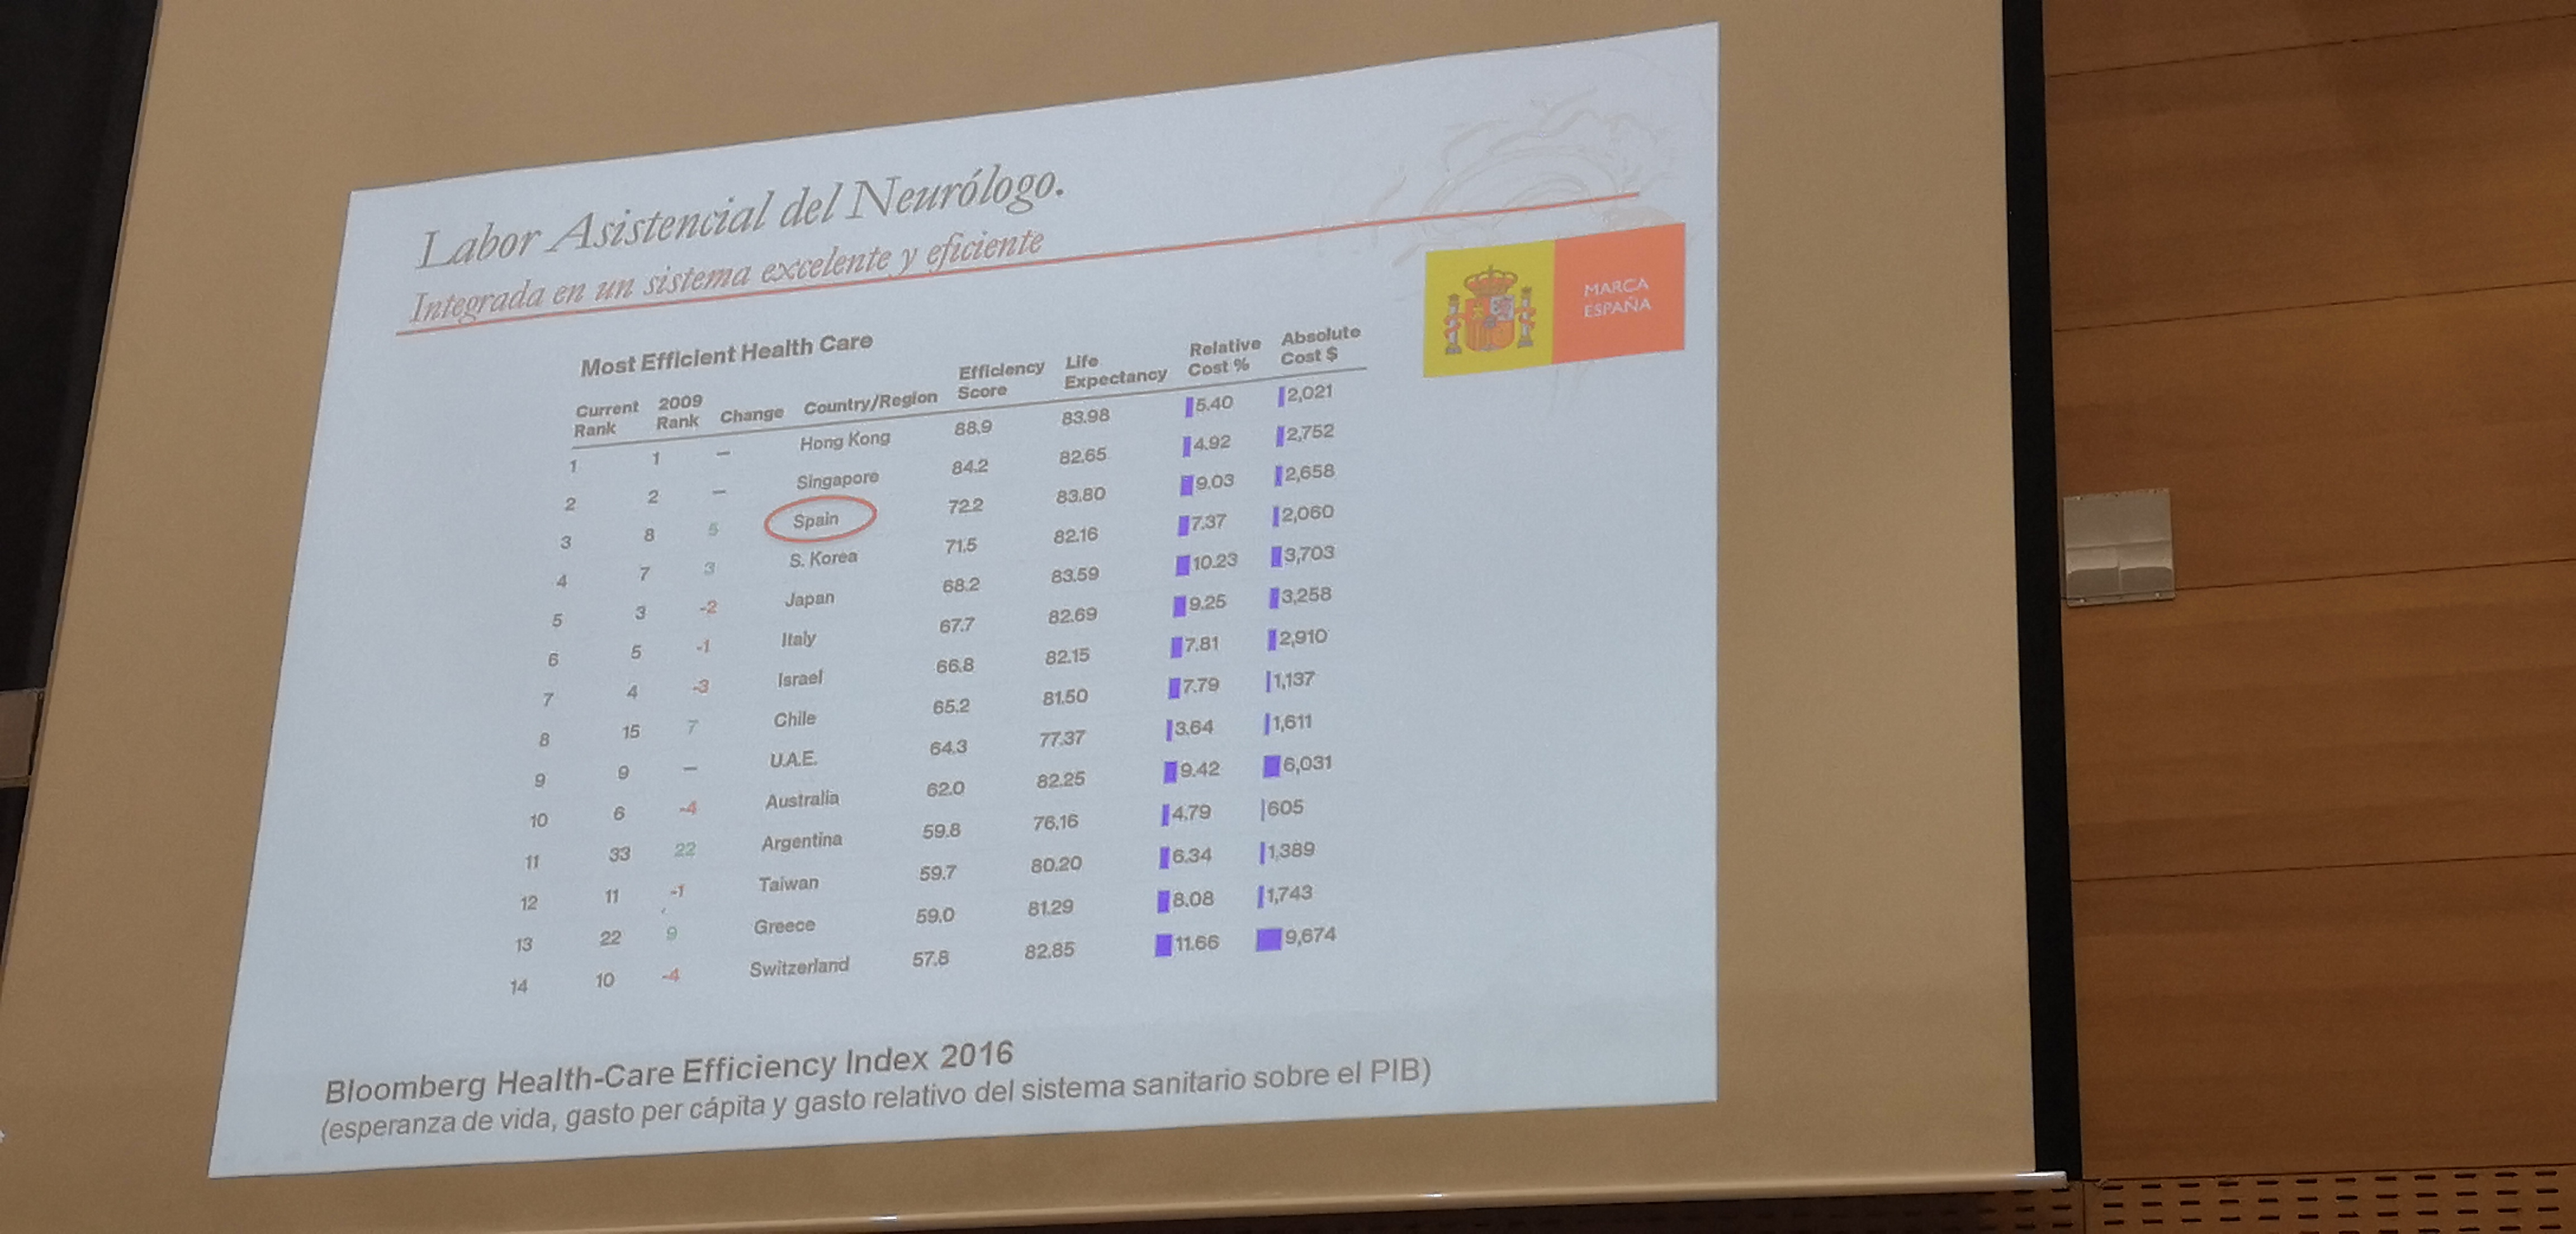 Labor Asistencial del Neurólogo.
Integrada en un sistema excelente y eficiente
MARCA
ESPAÑA
Most Efficient Health Care
Current Rank 2009 Rank Change Country/Region Efficiency Score Life Expectancy Relative Cost % Absolute Cost $
1 1 – Hong Kong 88.9 83.98 5.40 2,021
2 2 – Singapore 84.2 82.65 4.92 2,752
3 8 5 Spain 72.2 83.80 9.03 2,658
4 7 3 S. Korea 71.5 82.16 7.37 2,060
5 3 -2 Japan 68.2 83.59 10.23 3,703
6 5 -1 Italy 67.7 82.69 9.25 3,258
7 4 -3 Israel 66.8 82.15 7.81 2,910
8 15 7 Chile 65.2 81.50 7.79 1,137
9 9 – U.A.E. 64.3 77.37 3.64 1,611
10 6 -4 Australia 62.0 82.25 9.42 6,031
11 33 22 Argentina 59.8 76.16 4.79 605
12 11 -1 Taiwan 59.7 80.20 6.34 1,389
13 22 9 Greece 59.0 81.29 8.08 1,743
14 10 -4 Switzerland 57.8 82.85 11.66 9,674
Bloomberg Health-Care Efficiency Index 2016
(esperanza de vida, gasto per cápita y gasto relativo del sistema sanitario sobre el PIB)